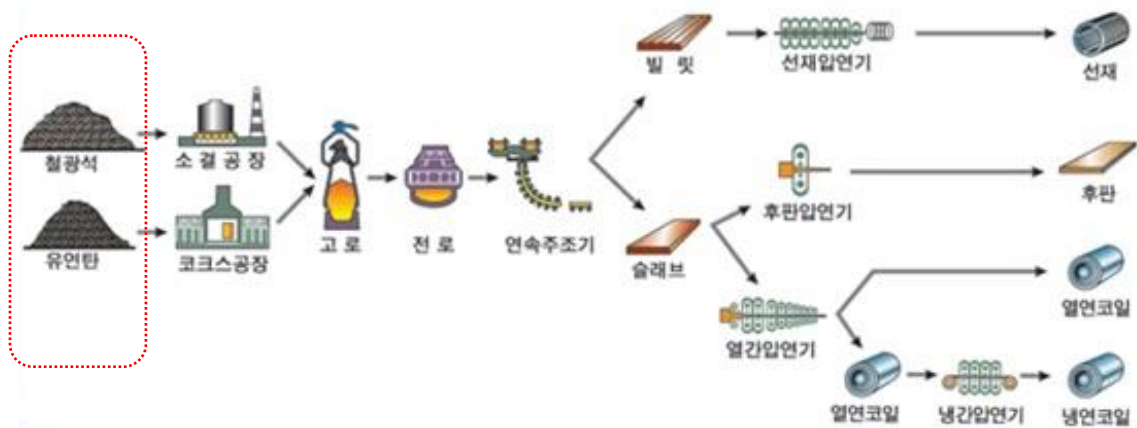 빌 릿
선재압연기
선재
철광석
소 결 공 장
후판압연기
후판
유연탄
코크스공장
고 로
전 로
연속주조기
슬래브
열간압연기
열연코일
열연코일
냉간압연기
냉연코일